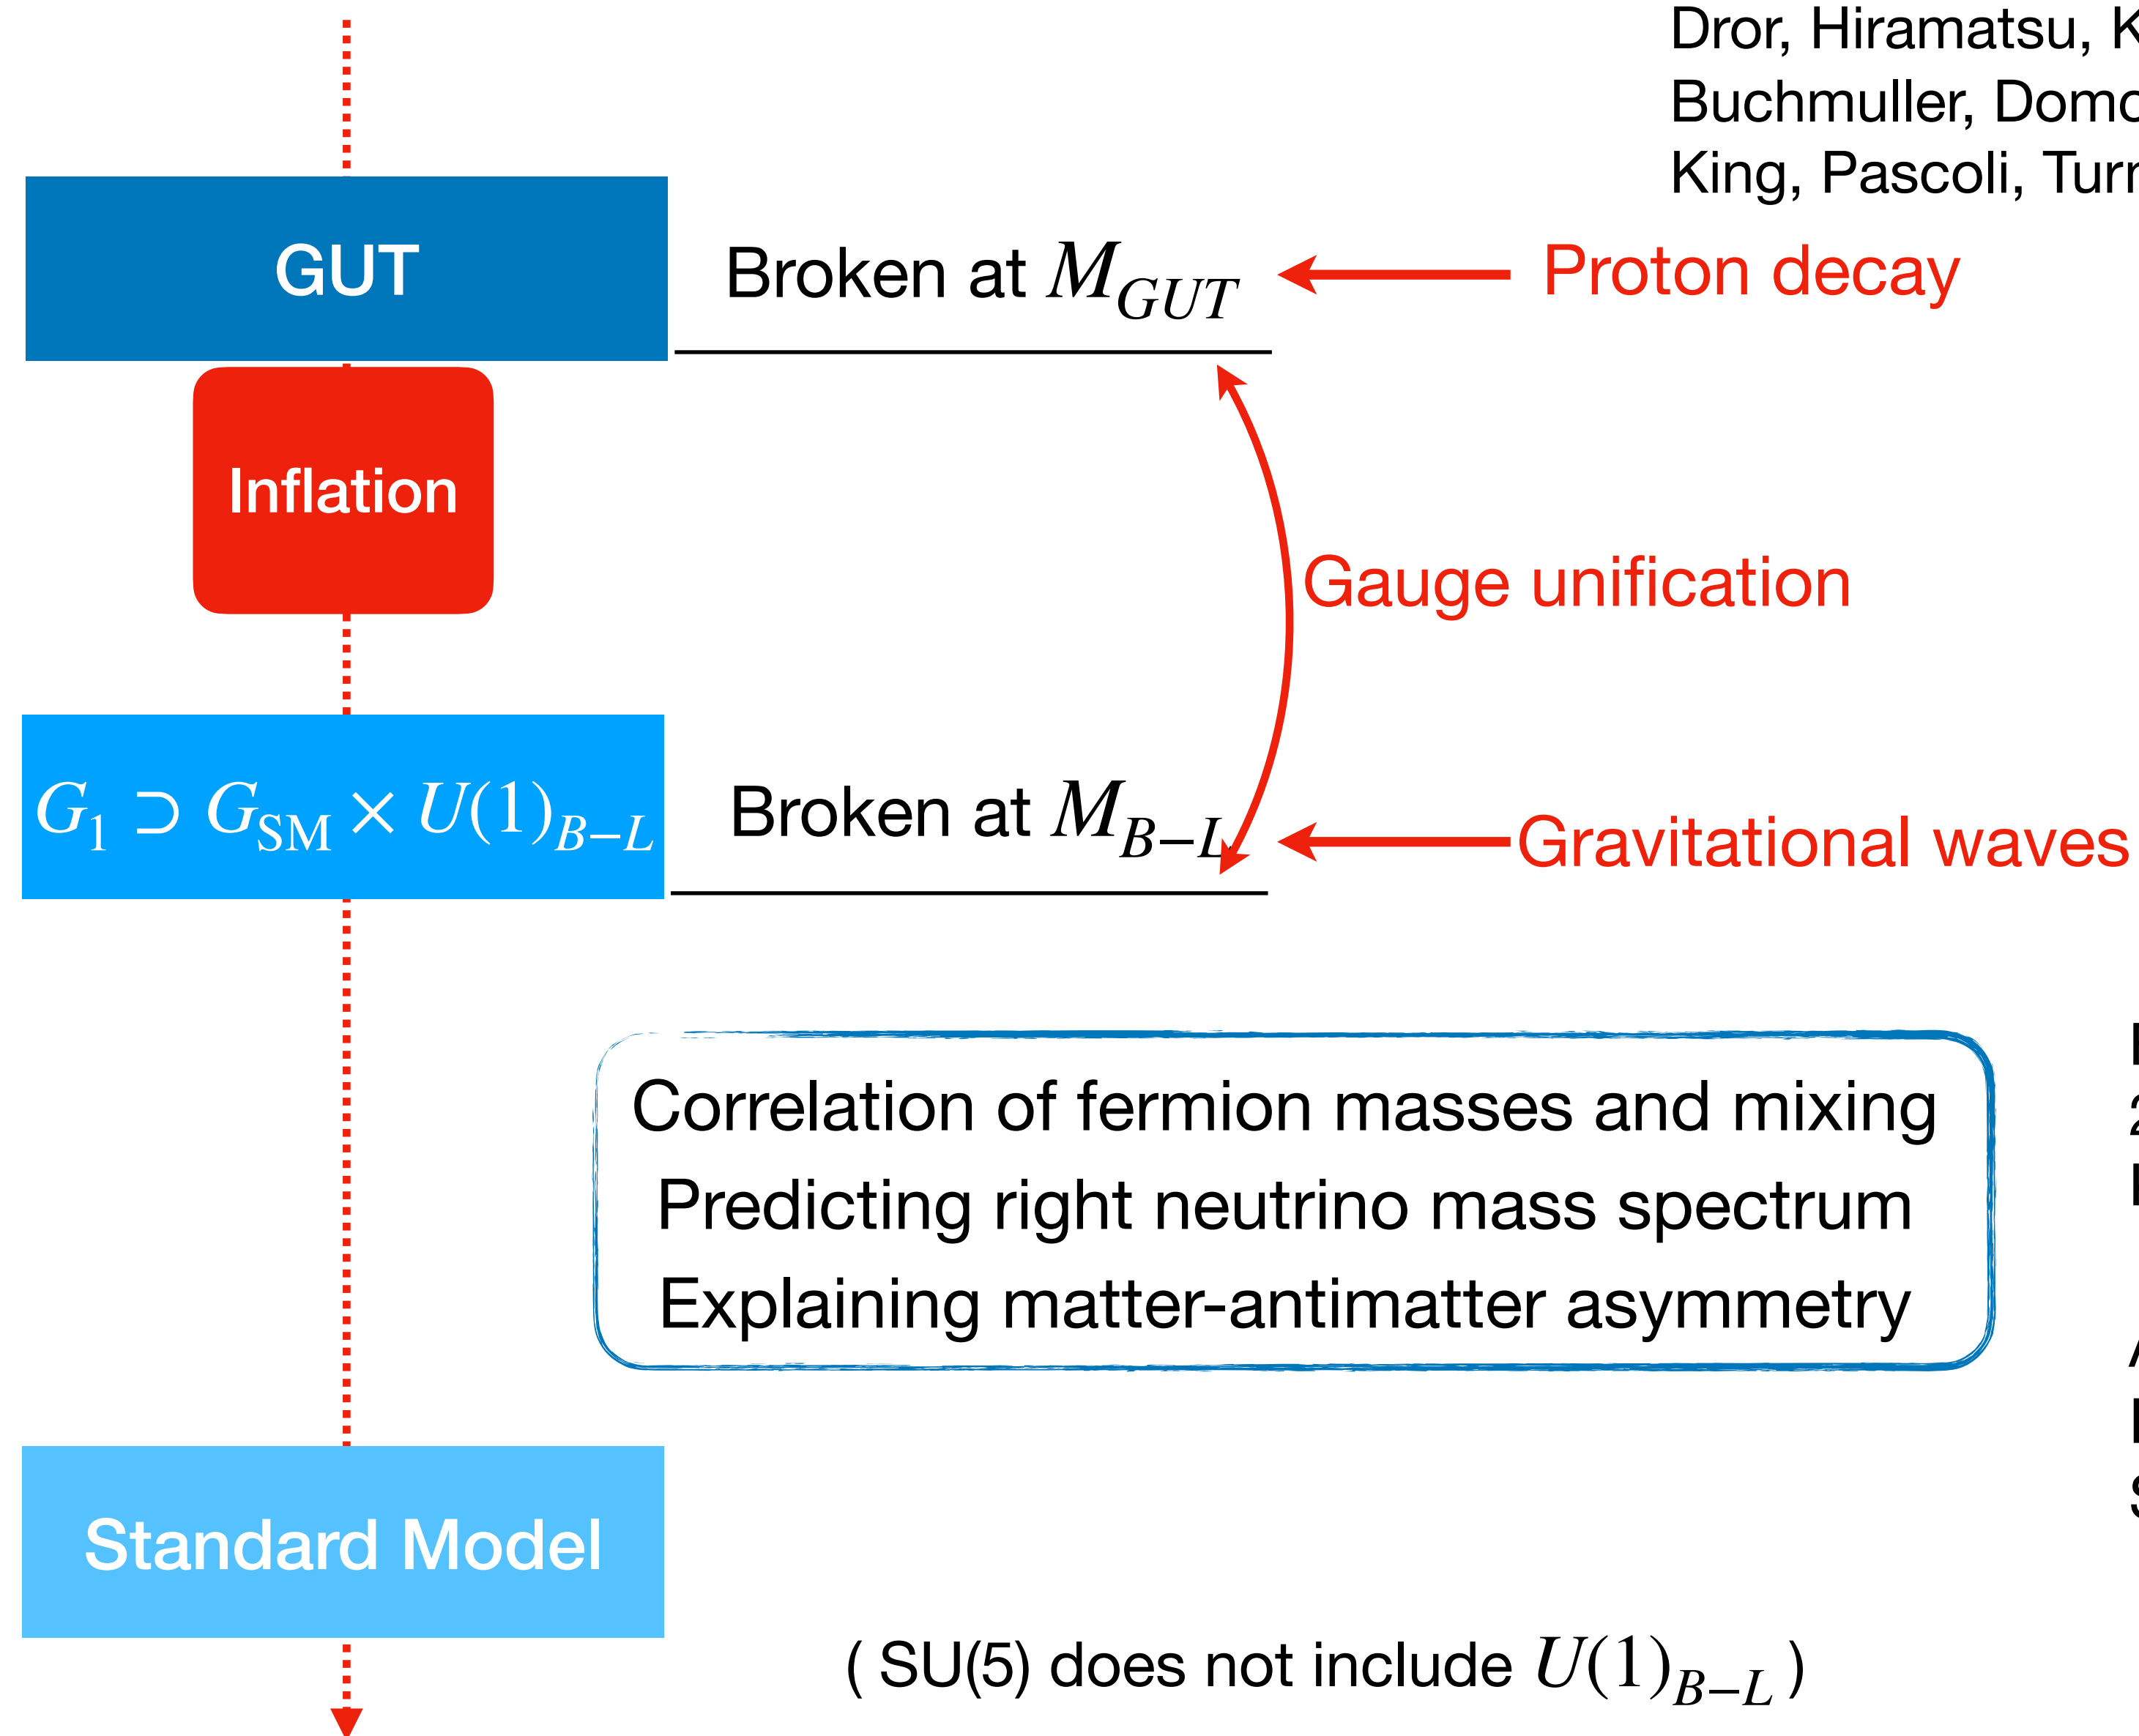 Dror, Hiramatsu,
Buchmuller,
King, Pascoli,
GUT
Broken at M_{GUT}
Proton decay
Inflation
Gauge unification
G_1 ⊃ G_{SM} × U(1)_{B−L}
Broken at M_{B−L}
Gravitational waves
Correlation of fermion masses and mixing
Predicting right neutrino mass spectrum
Explaining matter-antimatter asymmetry
Standard Model
( SU(5) does not include U(1)_{B−L} )